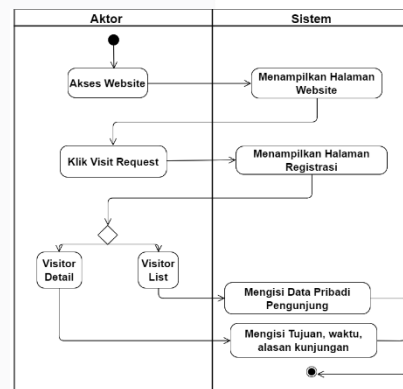 Aktor
Sistem
Akses Website
Menampilkan Halaman
Website
Klik Visit Request
Menampilkan Halaman
Registrasi
Visitor
Detail
Visitor
List
Mengisi Data Pribadi
Pengunjung
Mengisi Tujuan, waktu,
alasan kunjungan